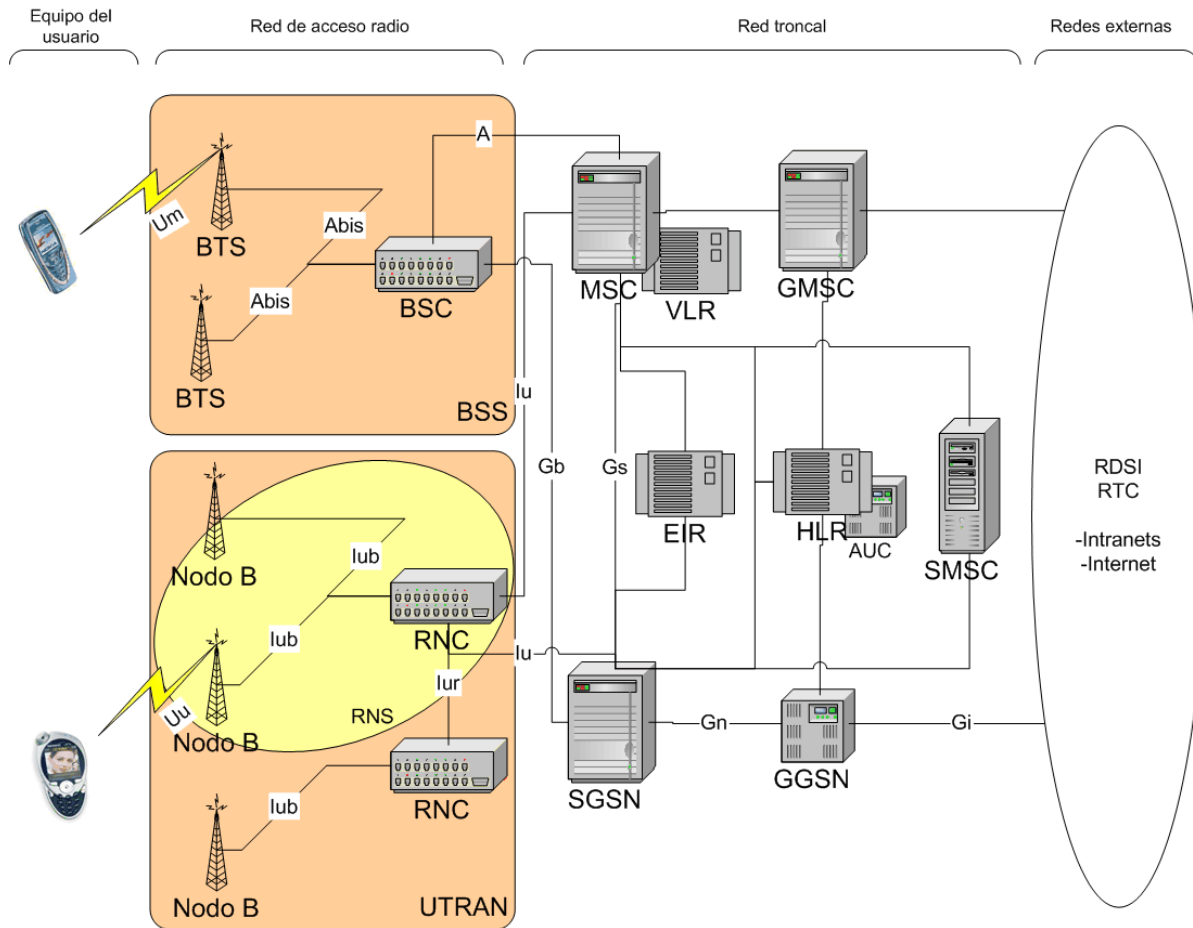 Equipo del
usuario
Red de acceso radio
Red troncal
Redes externas
A
Um
BTS
Abis
Abis
BSC
BTS
BSS
MSC
VLR
GMSC
Iu
Gb
Gs
EIR
HLR
AUC
SMSC
RDSI
RTC
-Intranets
-Internet
Nodo B
Iub
RNC
Iub
Iu
Iur
Uu
Nodo B
RNS
Iub
RNC
Nodo B
UTRAN
SGSN
Gn
GGSN
Gi